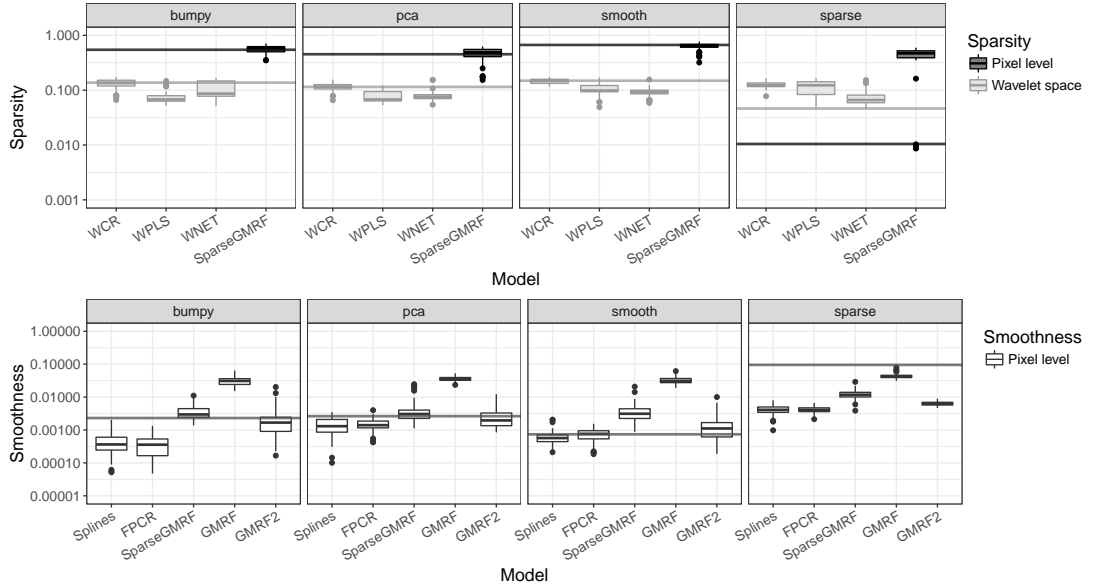 bumpy pca smooth sparse
1.000
0.100
0.010
0.001
Sparsity
WCR WPLS WNET SparseGMRF WCR WPLS WNET SparseGMRF WCR WPLS WNET SparseGMRF WCR WPLS WNET SparseGMRF
Model
Sparsity
Pixel level
Wavelet space
bumpy pca smooth sparse
1.00000
0.10000
0.01000
0.00100
0.00010
0.00001
Smoothness
Splines FPCR SparseGMRF GMRF GMRF2 Splines FPCR SparseGMRF GMRF GMRF2 Splines FPCR SparseGMRF GMRF GMRF2 Splines FPCR SparseGMRF GMRF GMRF2
Model
Smoothness
Pixel level